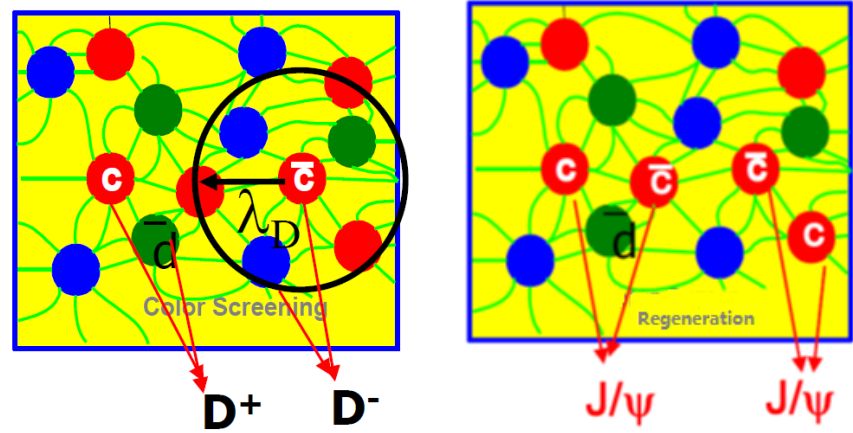 c
c̄
λD
d̄
Color Screening
D⁺
D⁻
c
c̄
c̄
d̄
c
Regeneration
J/ψ
J/ψ